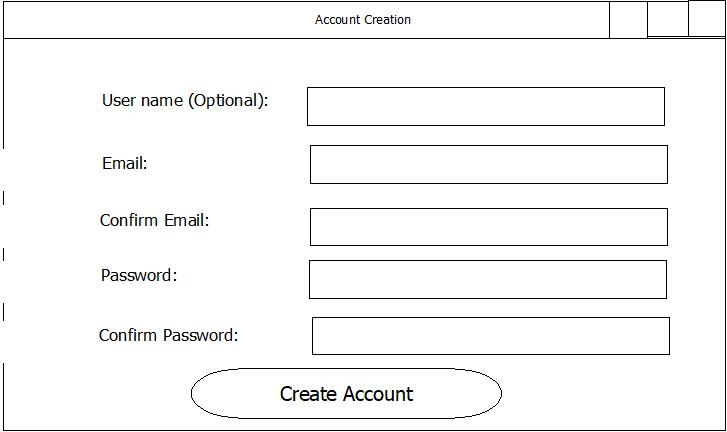 Account Creation
User name (Optional):
Email:
Confirm Email:
Password:
Confirm Password:
Create Account